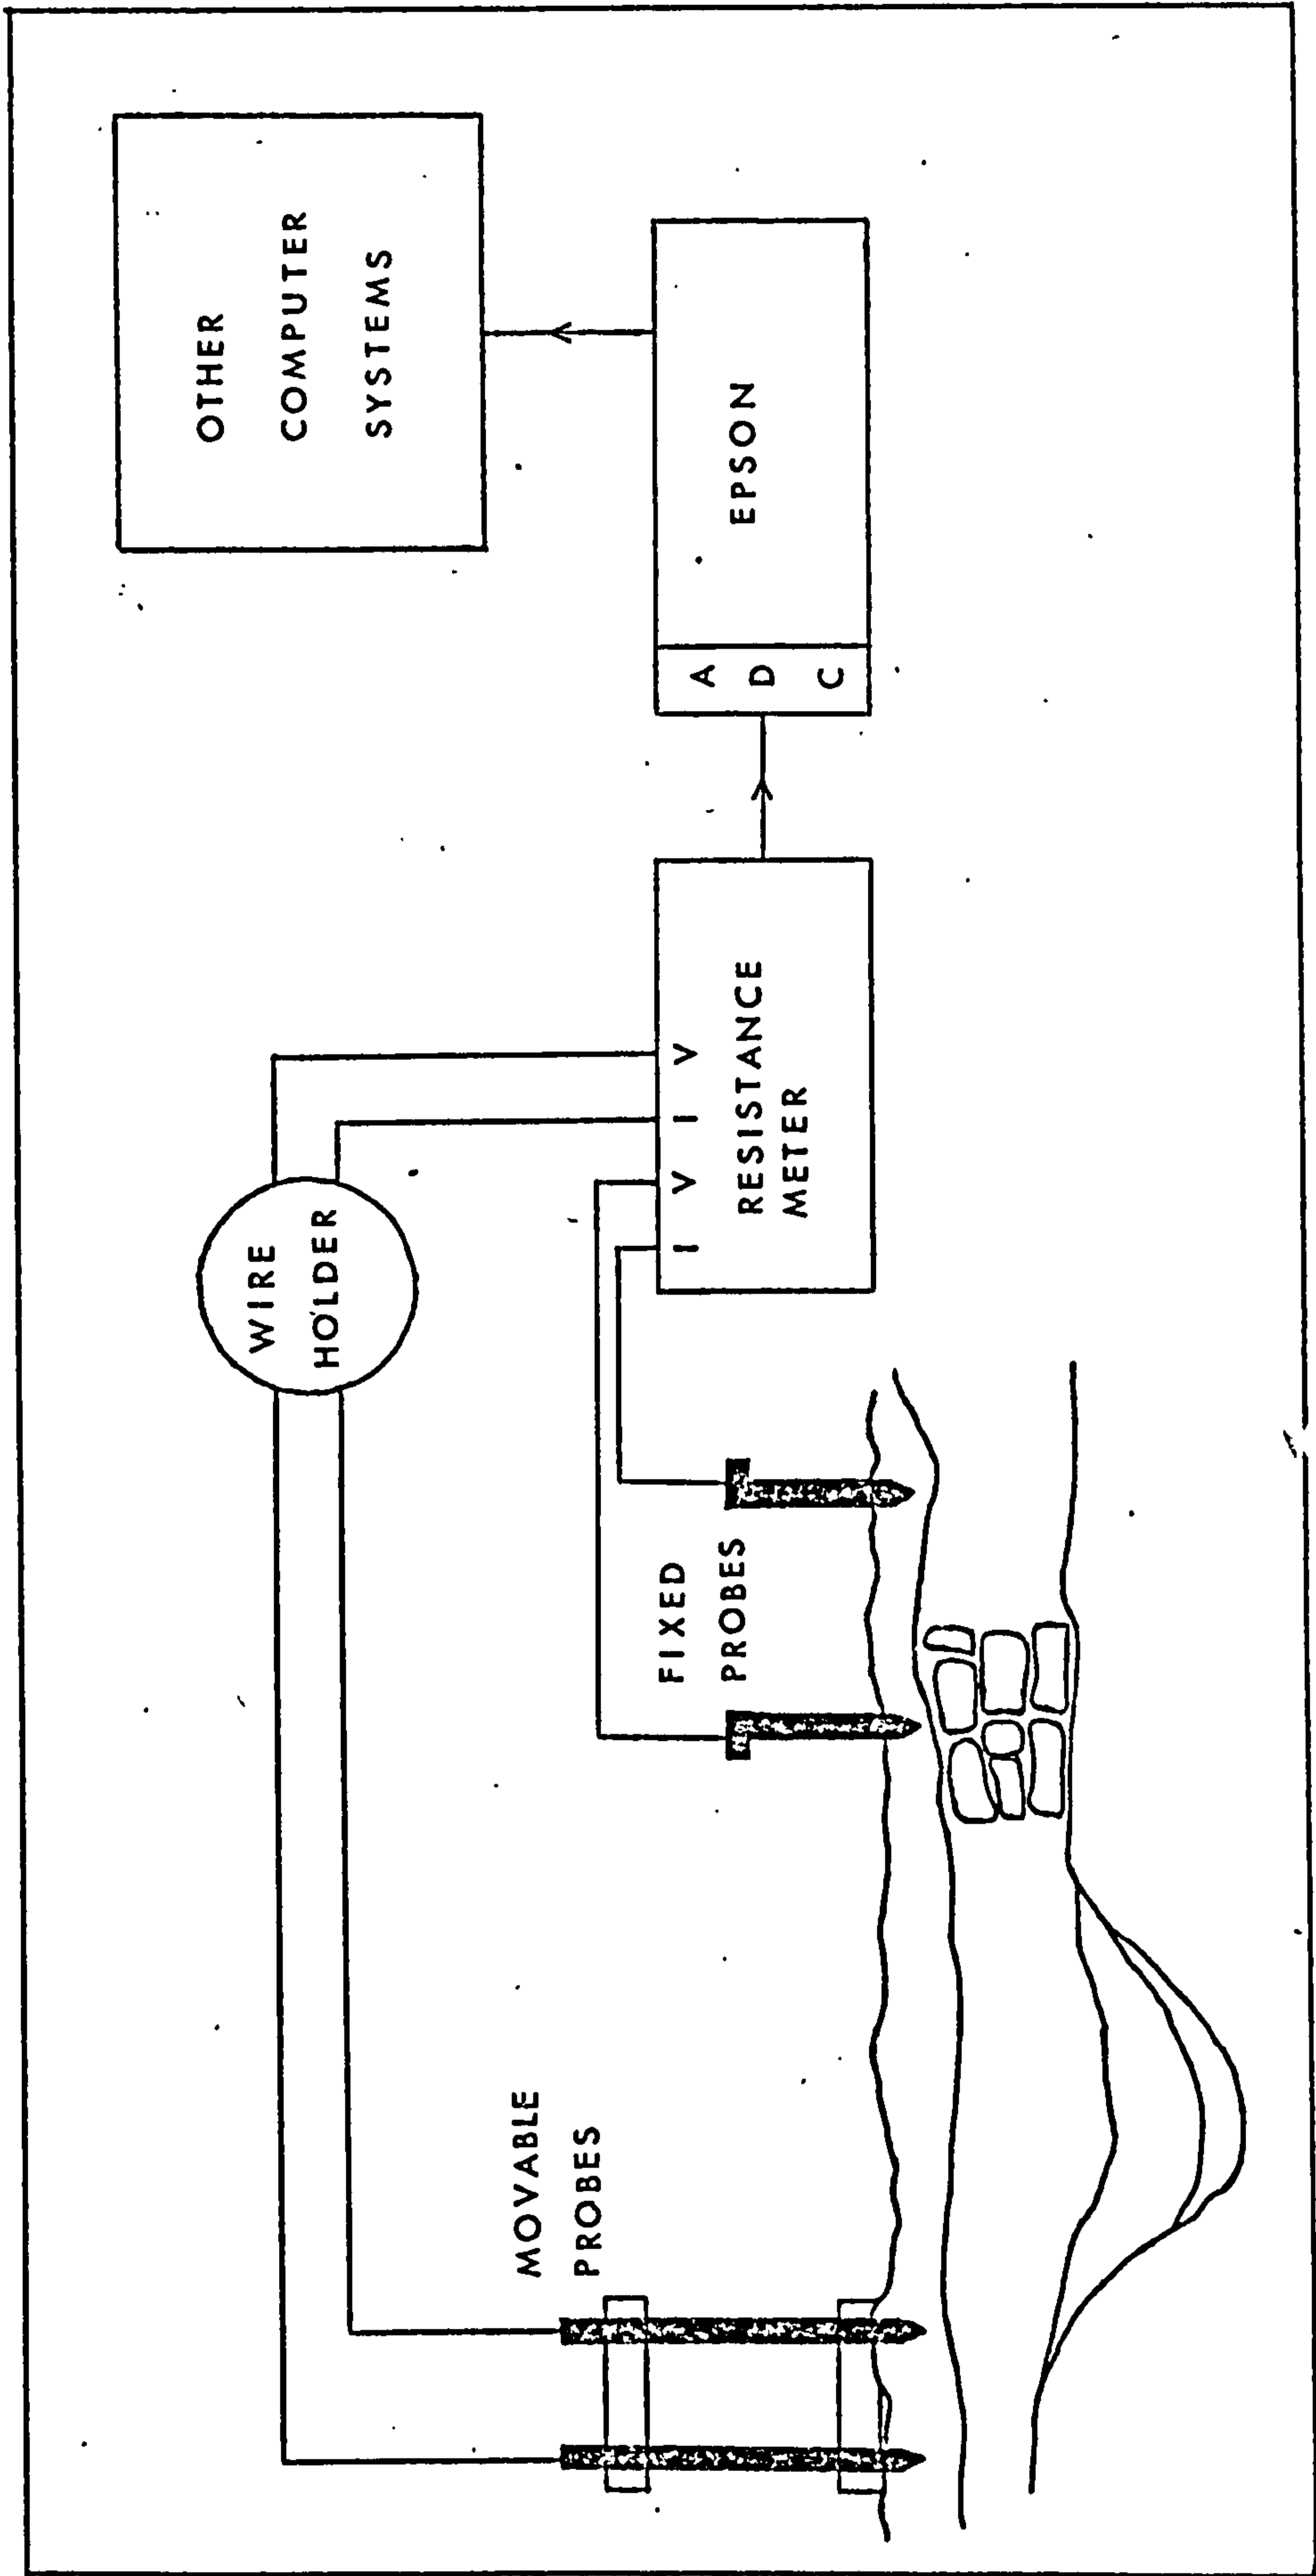 WIRE
HOLDER
OTHER
COMPUTER
SYSTEMS
MOVABLE
PROBES
FIXED
PROBES
I V I V
RESISTANCE
METER
A
D
C
EPSON